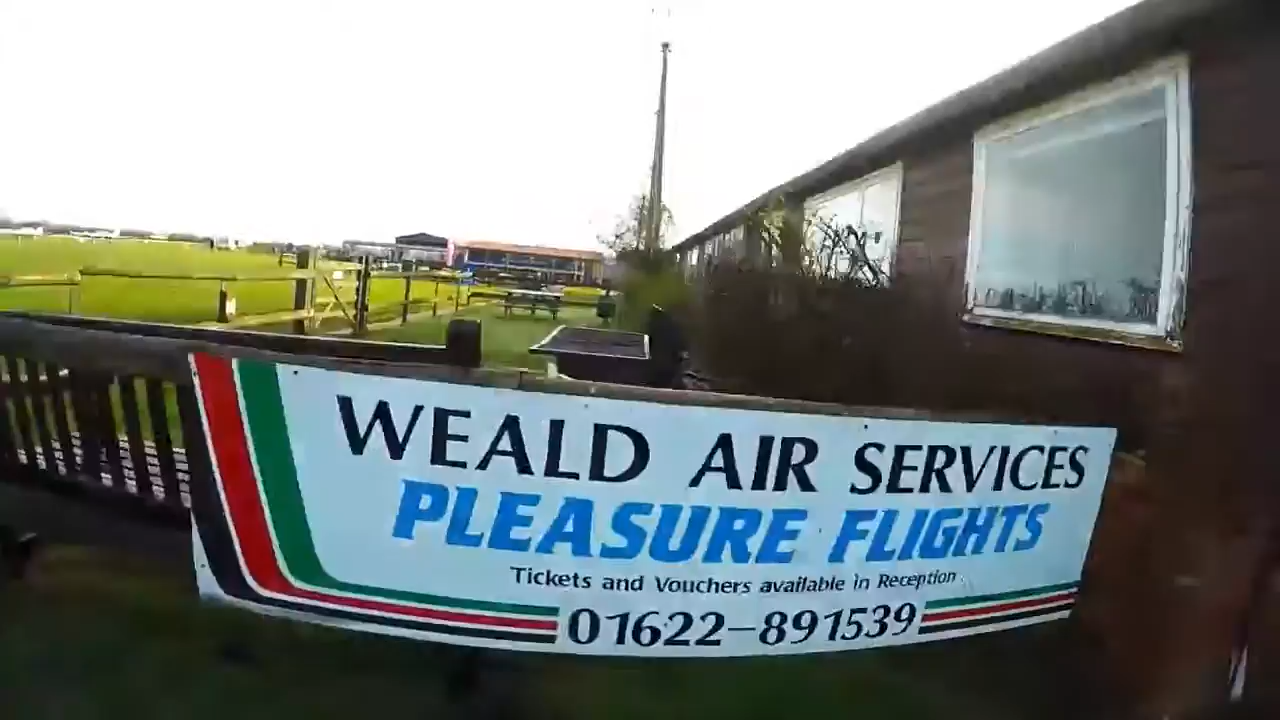 WEALD AIR SERVICES
PLEASURE FLIGHTS
Tickets and Vouchers available in Reception
01622-891539